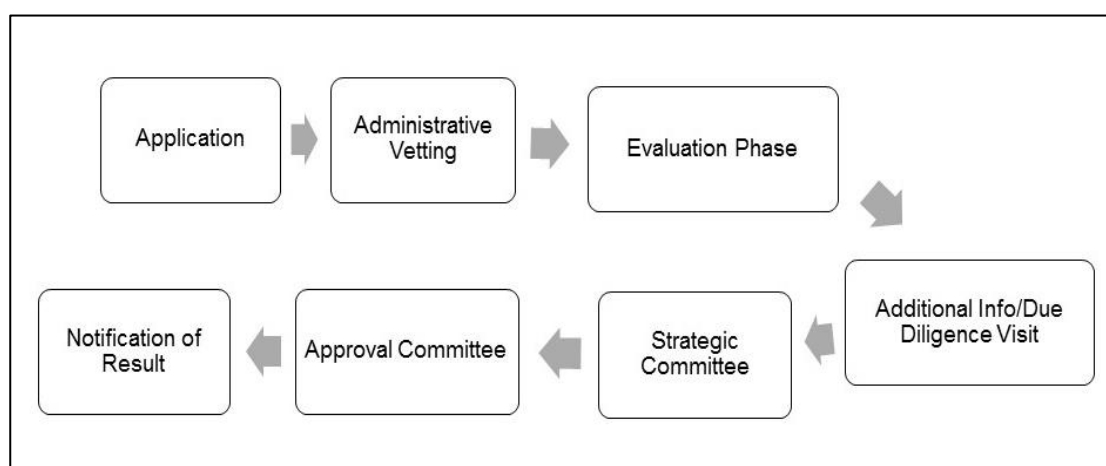 Application
Administrative
Vetting
Evaluation Phase
Additional Info/Due
Diligence Visit
Strategic
Committee
Approval Committee
Notification of
Result